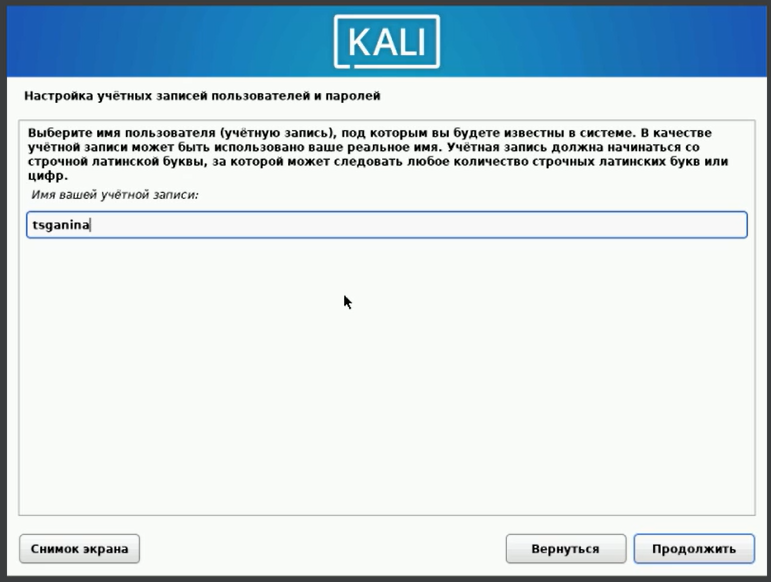 KALI
Настройка учётных записей пользователей и паролей
Выберите имя пользователя (учётную запись), под которым вы будете известны в системе. В качестве
учётной записи может быть использовано ваше реальное имя. Учётная запись должна начинаться со
строчной латинской буквы, за которой может следовать любое количество строчных латинских букв или
цифр.
Имя вашей учётной записи:
tsganina
Снимок экрана
Вернуться
Продолжить